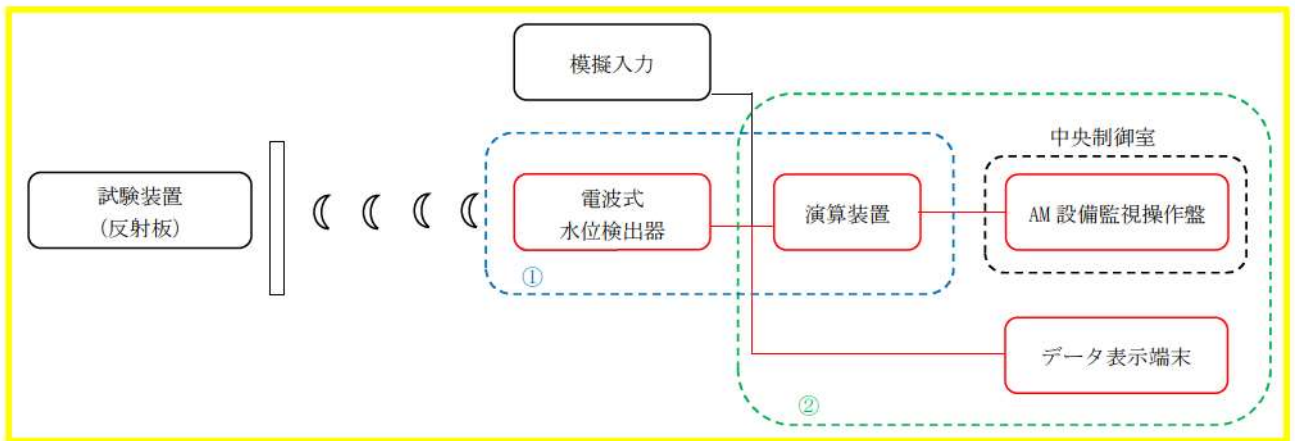 模擬入力
中央制御室
試験装置
(反射板)
電波式
水位検出器
演算装置
AM 設備監視操作盤
①
データ表示端末
②